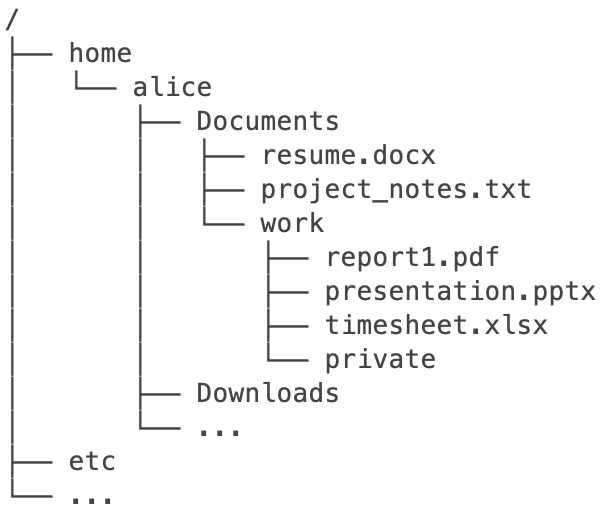 /
├── home
│   └── alice
│       ├── Documents
│       │   ├── resume.docx
│       │   ├── project_notes.txt
│       │   └── work
│       │       ├── report1.pdf
│       │       ├── presentation.pptx
│       │       ├── timesheet.xlsx
│       │       └── private
│       ├── Downloads
│       └── ...
├── etc
└── ...